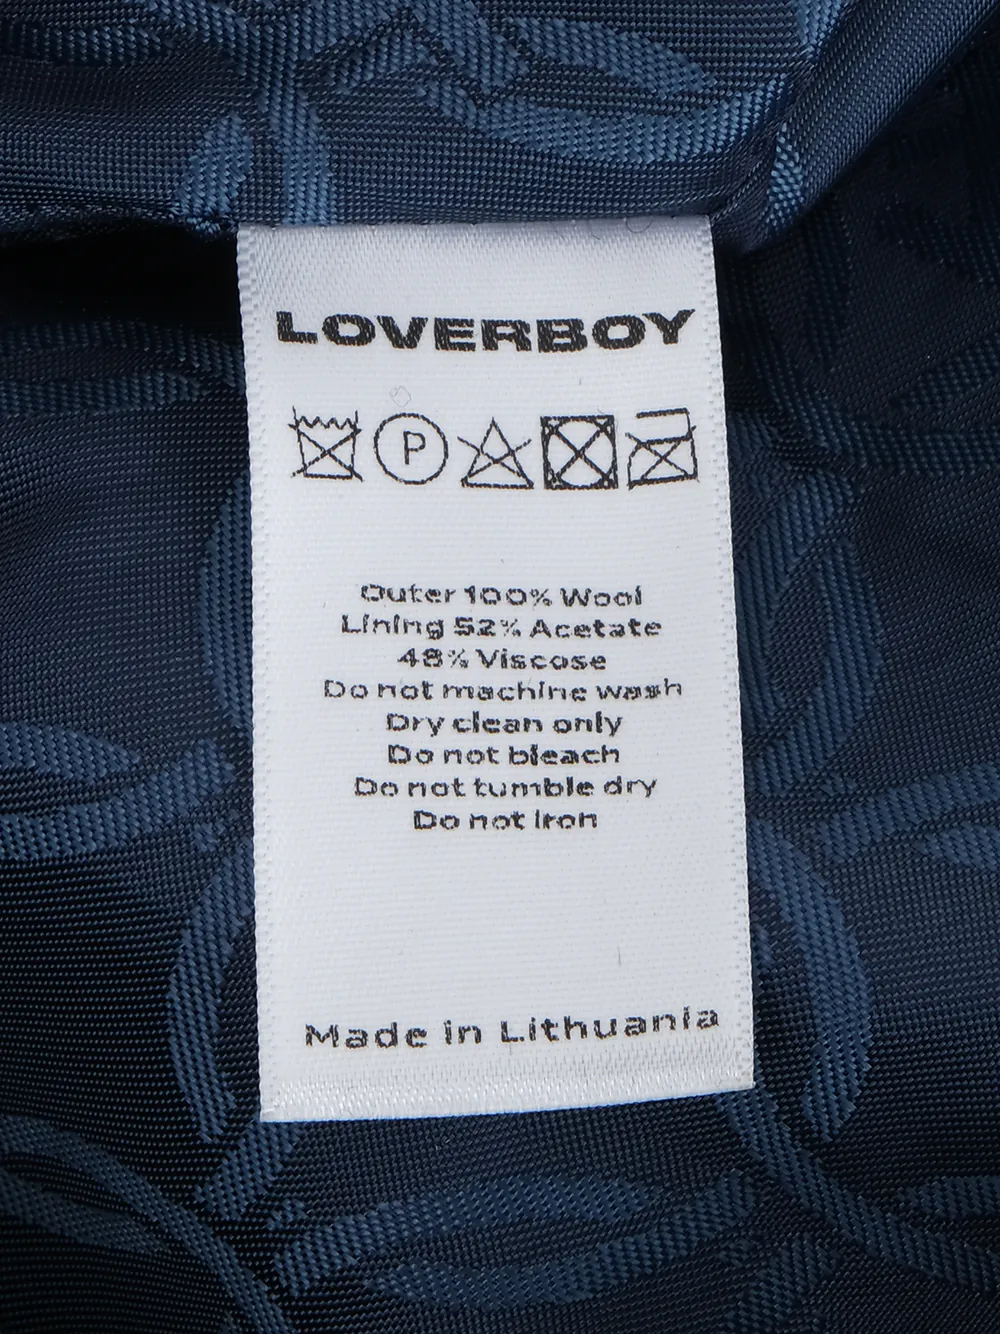 LOVERBOY
P
Outer 100% Wool
Lining 52% Acetate
48% Viscose
Do not machine wash
Dry clean only
Do not bleach
Do not tumble dry
Do not iron
Made in Lithuania